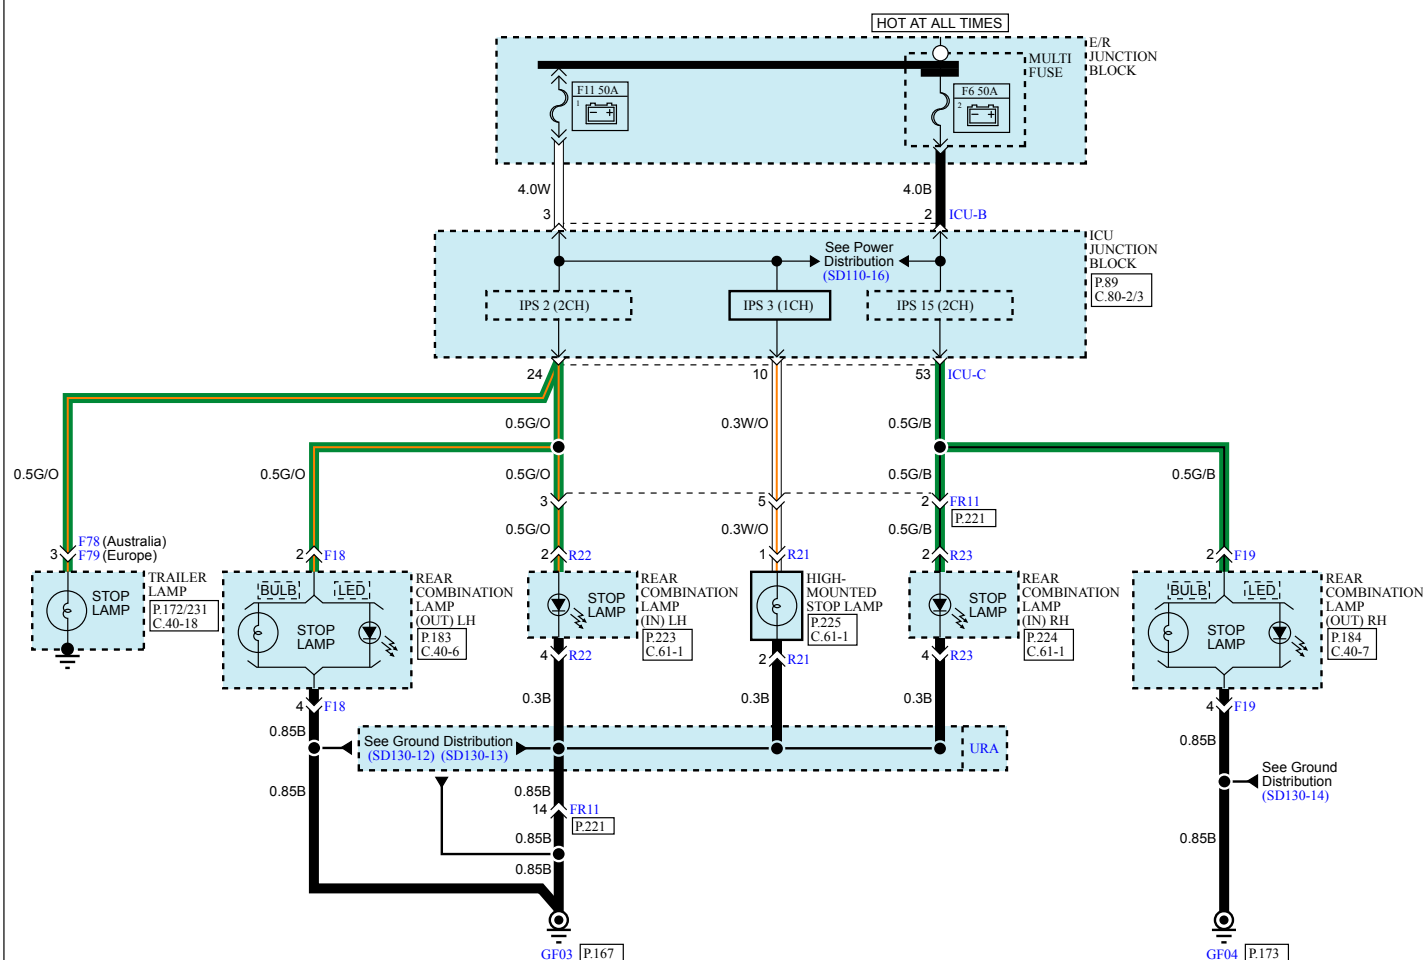 HOT AT ALL TIMES
E/R
JUNCTION
BLOCK
MULTI
FUSE
F11 50A
1
F6 50A
2
4.0W
4.0B
3
2
ICU-B
ICU
JUNCTION
BLOCK
P.89
C.80-2/3
See Power
Distribution
(SD110-16)
IPS 2 (2CH)
IPS 3 (1CH)
IPS 15 (2CH)
24
10
53
ICU-C
0.5G/O
0.3W/O
0.5G/B
0.5G/O
0.5G/O
0.5G/O
0.5G/B
0.5G/B
3
5
2
FR11
P.221
0.5G/O
0.3W/O
0.5G/B
3
F78 (Australia)
F79 (Europe)
2
F18
2
R22
1
R21
2
R23
2
F19
STOP
LAMP
TRAILER
LAMP
P.172/231
C.40-18
BULB
LED
STOP
LAMP
REAR
COMBINATION
LAMP
(OUT) LH
P.183
C.40-6
STOP
LAMP
REAR
COMBINATION
LAMP
(IN) LH
P.223
C.61-1
HIGH-
MOUNTED
STOP LAMP
P.225
C.61-1
STOP
LAMP
REAR
COMBINATION
LAMP
(IN) RH
P.224
C.61-1
BULB
LED
STOP
LAMP
REAR
COMBINATION
LAMP
(OUT) RH
P.184
C.40-7
4
R22
2
R21
4
R23
4
F18
4
F19
0.3B
0.3B
0.3B
0.85B
0.85B
See Ground Distribution
(SD130-12) (SD130-13)
URA
See Ground
Distribution
(SD130-14)
0.85B
0.85B
14
FR11
P.221
0.85B
0.85B
0.85B
GF03
P.167
GF04
P.173